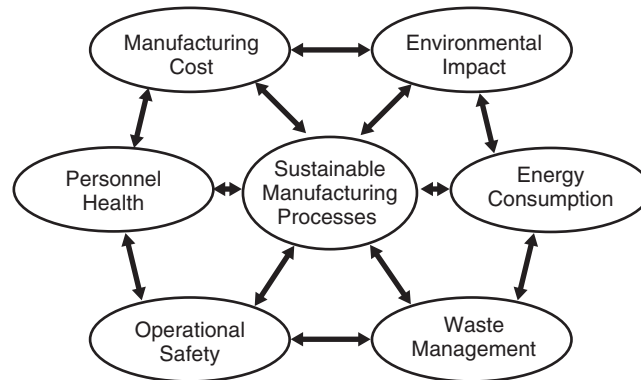 Manufacturing
Cost
Environmental
Impact
Personnel
Health
Sustainable
Manufacturing
Processes
Energy
Consumption
Operational
Safety
Waste
Management